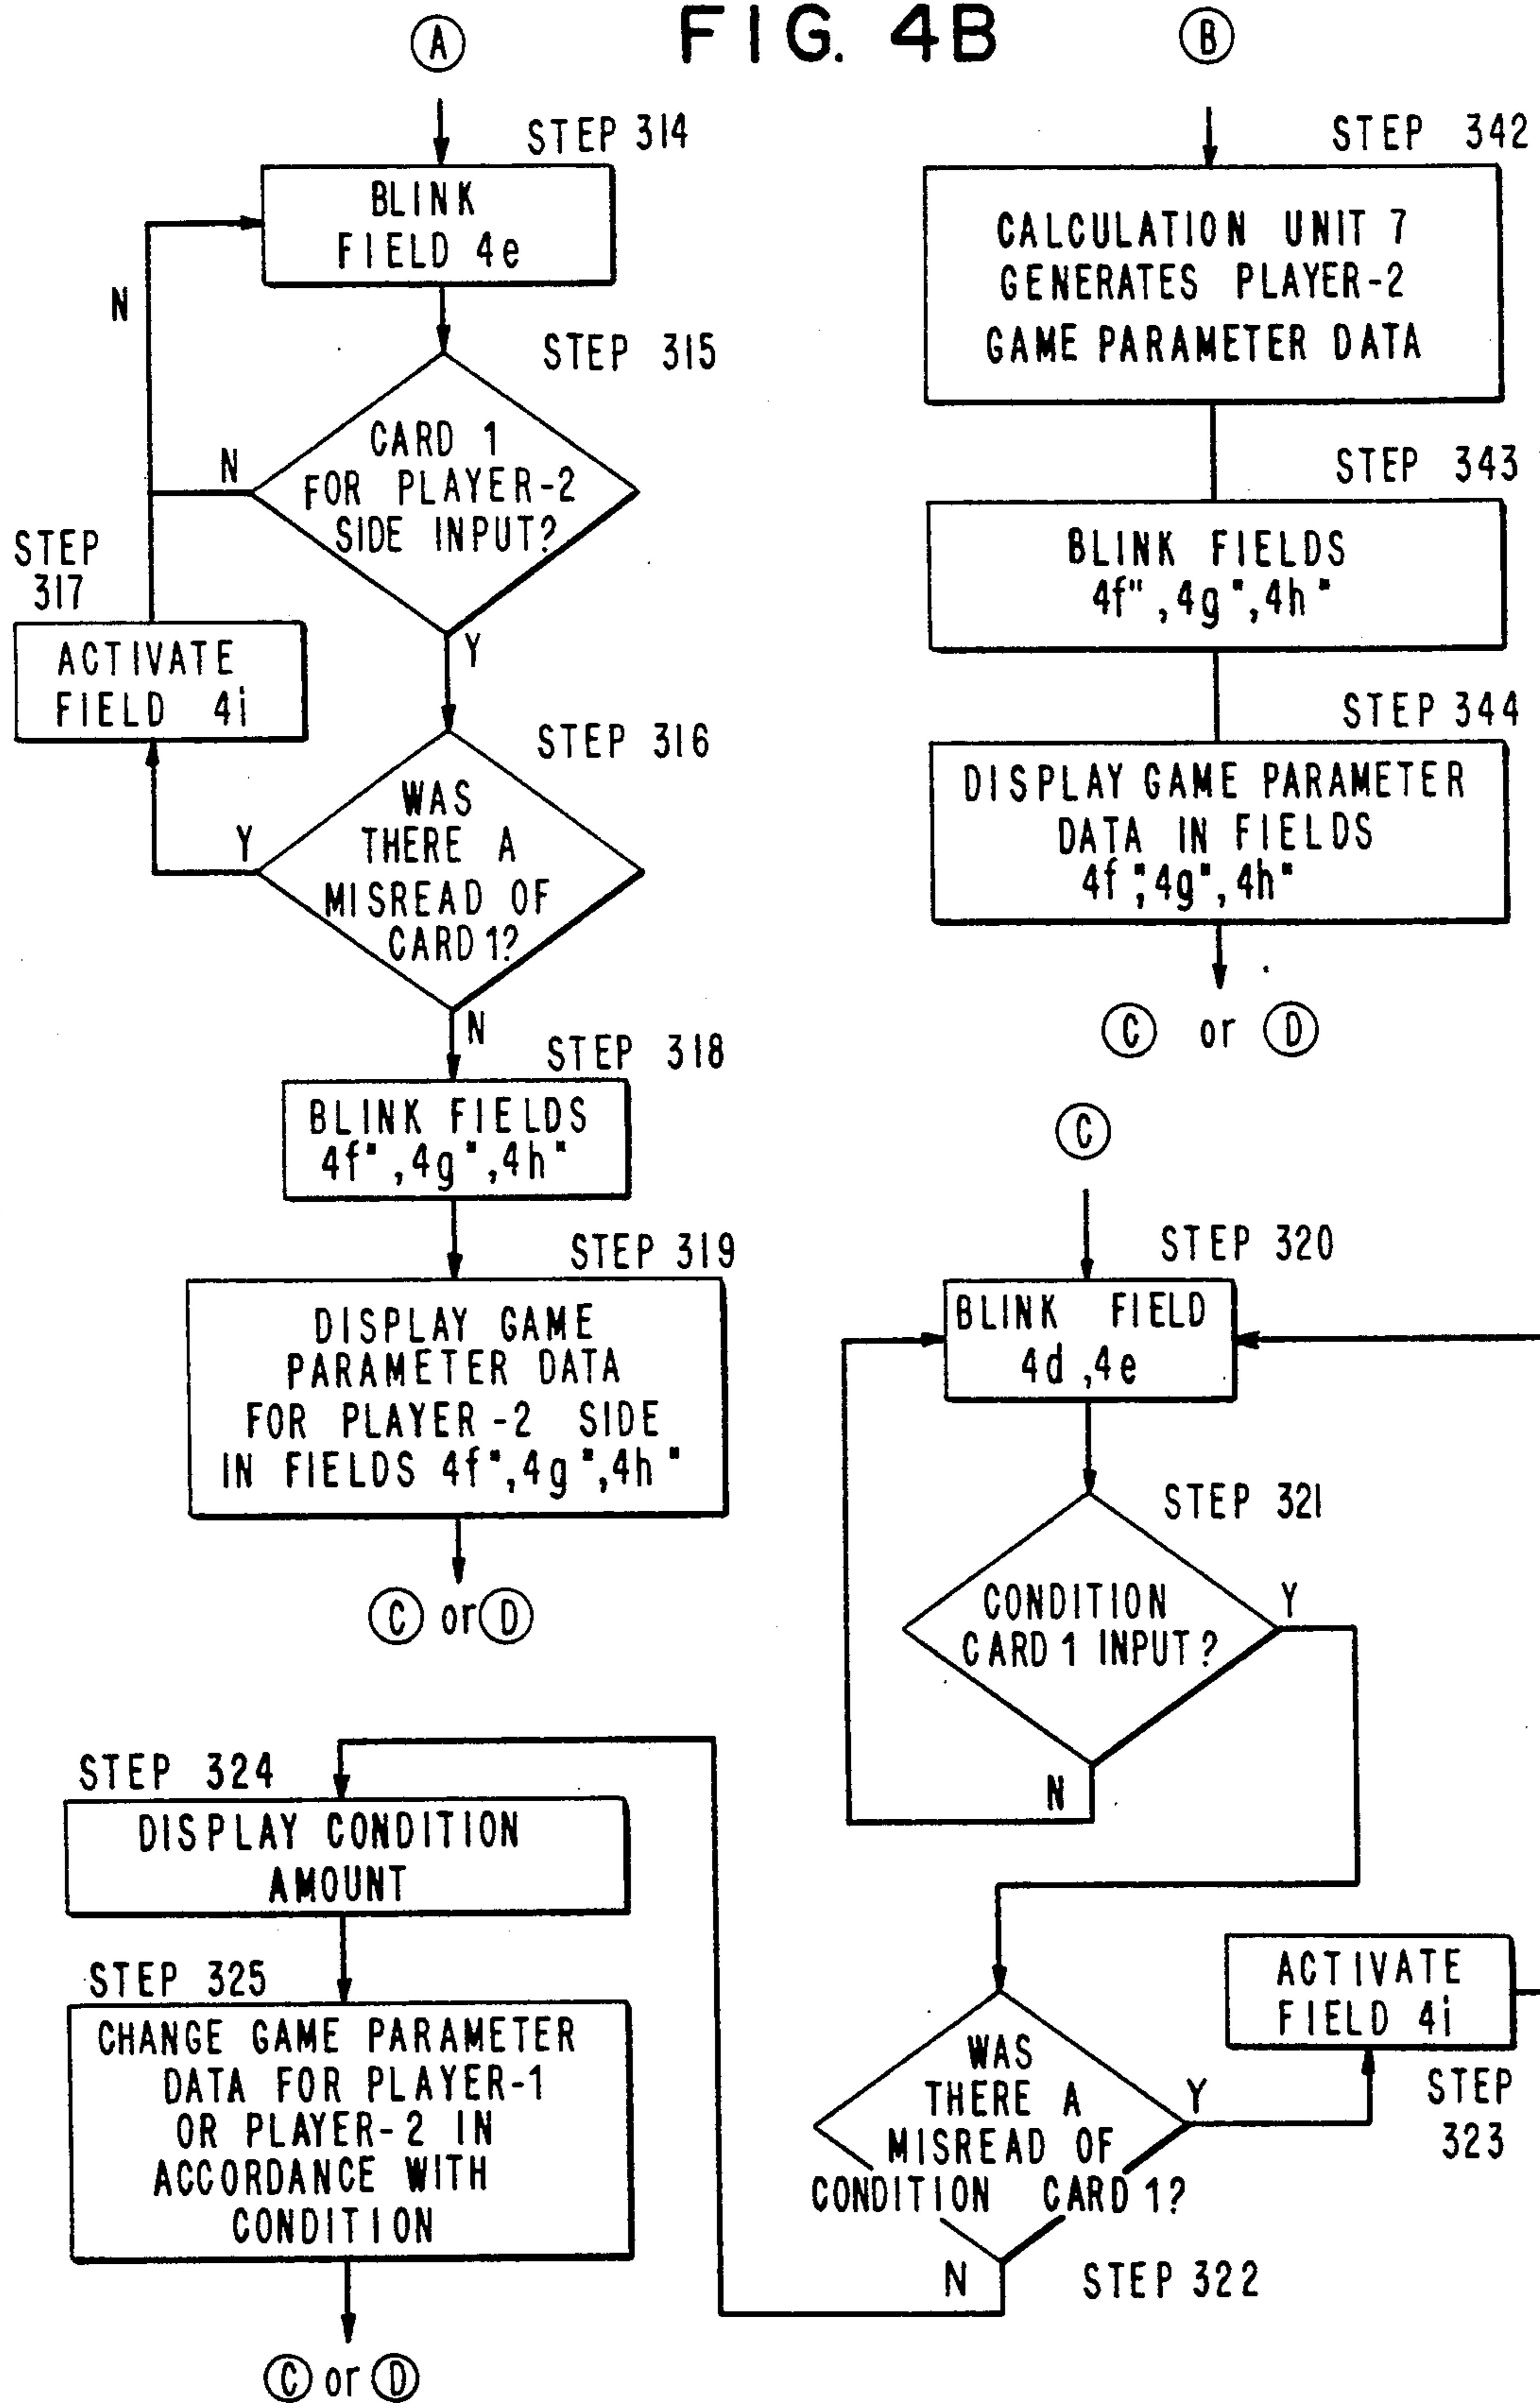 FIG. 4B
A
STEP 314
BLINK
FIELD 4e
N
STEP 315
CARD 1
FOR PLAYER-2
SIDE INPUT?
N
Y
STEP
317
ACTIVATE
FIELD 4i
STEP 316
WAS
THERE A
MISREAD OF
CARD 1?
Y
N
STEP 318
BLINK FIELDS
4f", 4g", 4h"
STEP 319
DISPLAY GAME
PARAMETER DATA
FOR PLAYER-2 SIDE
IN FIELDS 4f", 4g", 4h"
C or D
B
STEP 342
CALCULATION UNIT 7
GENERATES PLAYER-2
GAME PARAMETER DATA
STEP 343
BLINK FIELDS
4f", 4g", 4h"
STEP 344
DISPLAY GAME PARAMETER
DATA IN FIELDS
4f", 4g", 4h"
C or D
C
STEP 320
BLINK FIELD
4d, 4e
STEP 321
CONDITION
CARD 1 INPUT?
Y
N
WAS
THERE A
MISREAD OF
CONDITION CARD 1?
Y
N
STEP 322
ACTIVATE
FIELD 4i
STEP
323
STEP 324
DISPLAY CONDITION
AMOUNT
STEP 325
CHANGE GAME PARAMETER
DATA FOR PLAYER-1
OR PLAYER-2 IN
ACCORDANCE WITH
CONDITION
C or D